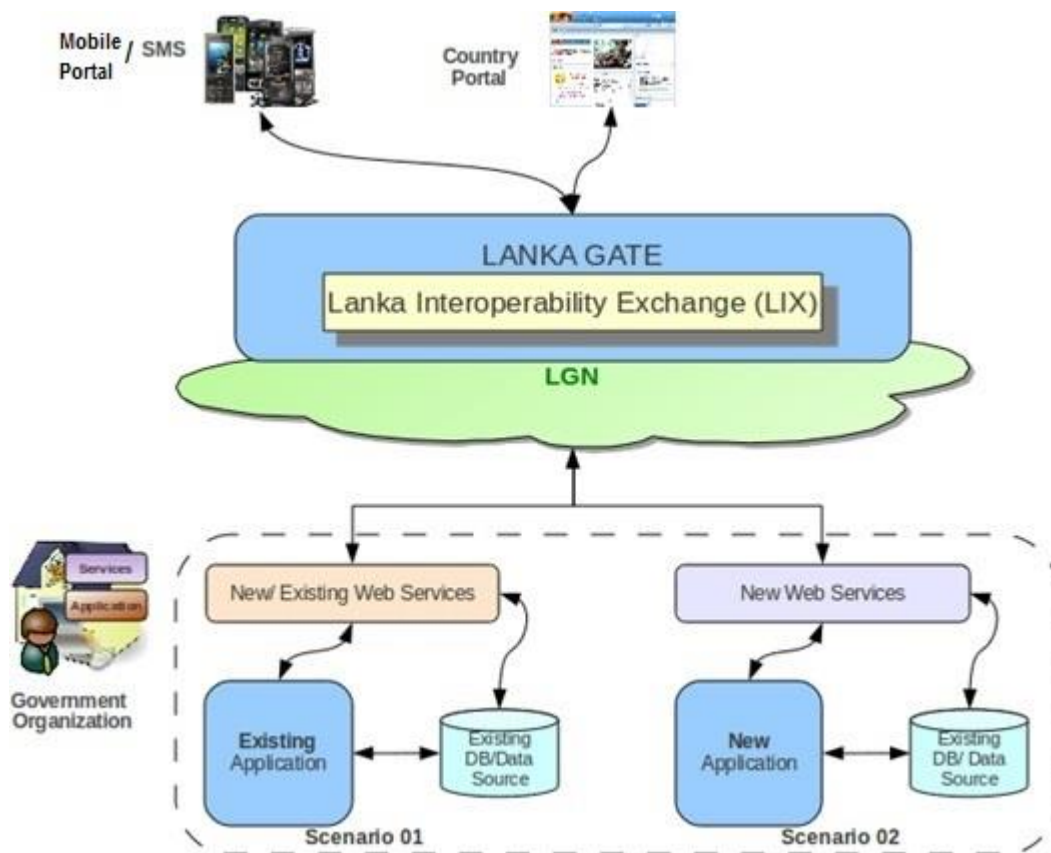 Mobile / SMS
Portal
Country
Portal
LANKA GATE
Lanka Interoperability Exchange (LIX)
LGN
Services
Application
Government
Organization
New/ Existing Web Services
New Web Services
Existing
Application
Existing
DB/Data
Source
New
Application
Existing
DB/ Data
Source
Scenario 01
Scenario 02